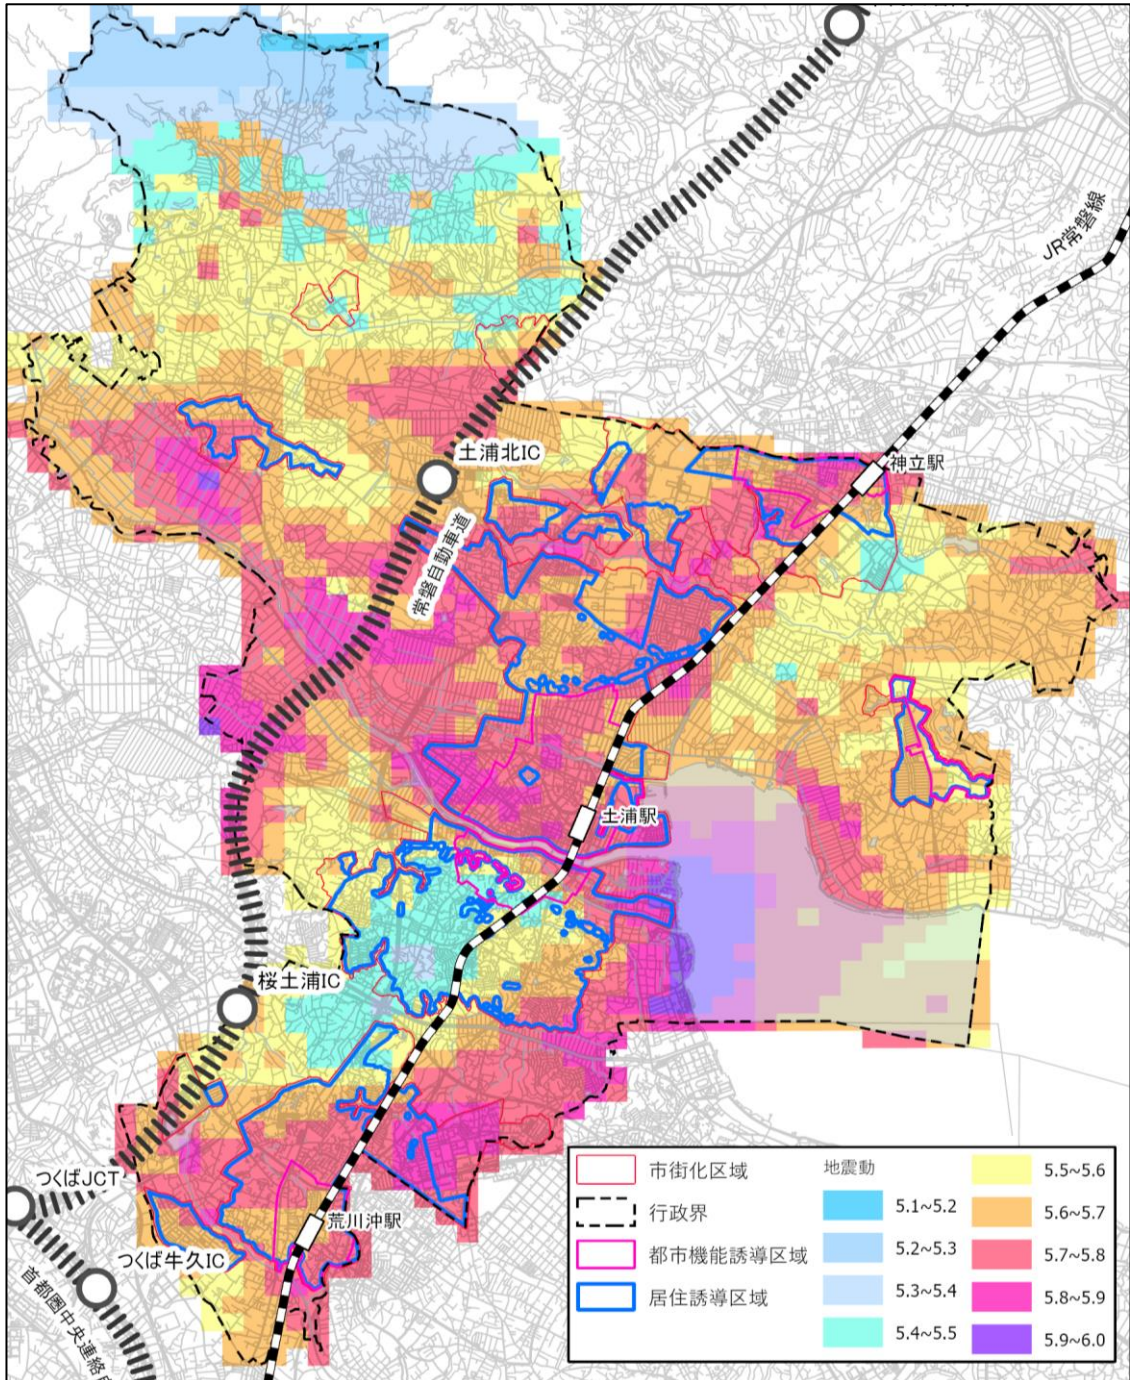 JR常磐線
神立駅
土浦北IC
常磐自動車道
土浦駅
桜土浦IC
つくばJCT
荒川沖駅
つくば牛久IC
首都圏中央連絡
市街化区域
行政界
都市機能誘導区域
居住誘導区域
地震動
5.1~5.2
5.2~5.3
5.3~5.4
5.4~5.5
5.5~5.6
5.6~5.7
5.7~5.8
5.8~5.9
5.9~6.0